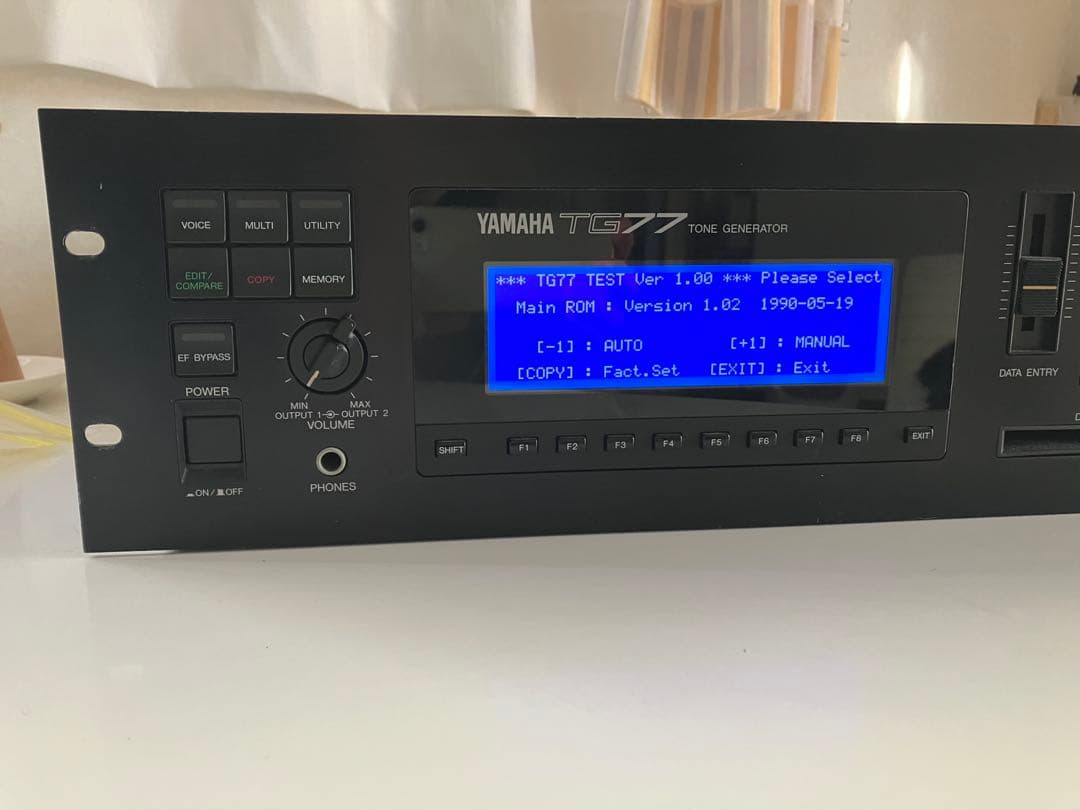 VOICE MULTI UTILITY
EDIT/
COMPARE
COPY MEMORY
EF BYPASS
POWER
ON/ OFF
MIN MAX
OUTPUT 1 OUTPUT 2
VOLUME
PHONES
YAMAHA TG77 TONE GENERATOR
*** TG77 TEST Ver 1.00 *** Please Select
Main ROM : Version 1.02 1990-05-19
[-1] : AUTO [+1] : MANUAL
[COPY] : Fact.Set [EXIT] : Exit
SHIFT F1 F2 F3 F4 F5 F6 F7 F8 EXIT
DATA ENTRY